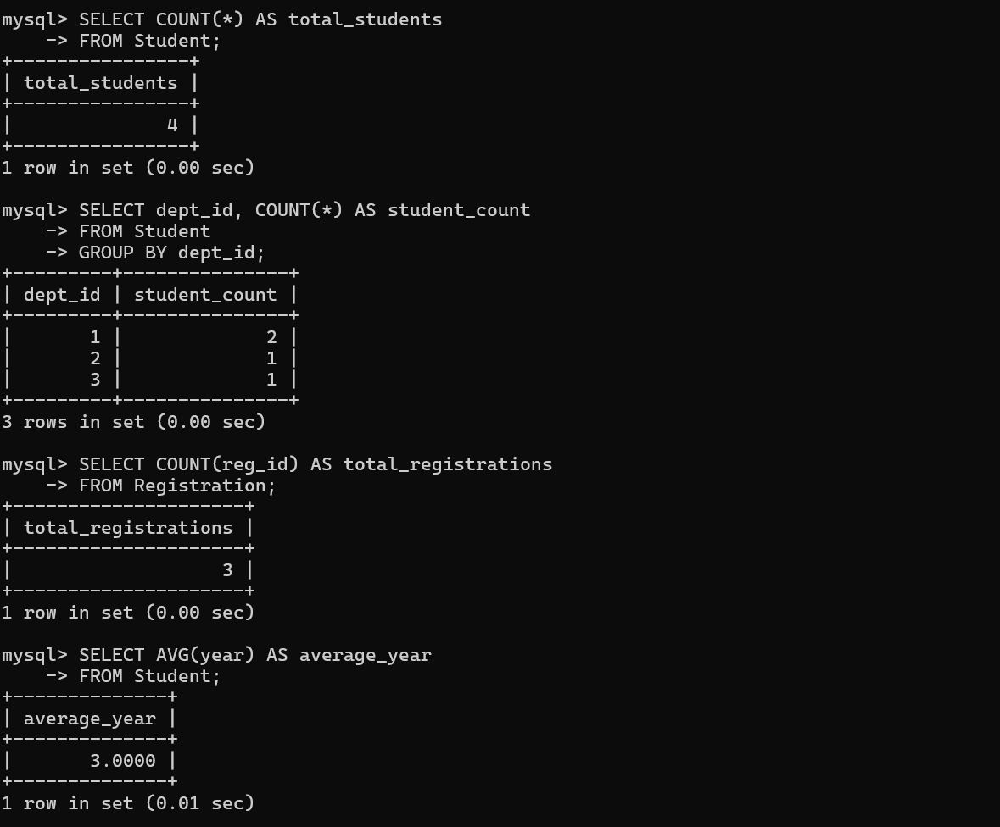 mysql> SELECT COUNT(*) AS total_students
    -> FROM Student;
+----------------+
| total_students |
+----------------+
|              4 |
+----------------+
1 row in set (0.00 sec)

mysql> SELECT dept_id, COUNT(*) AS student_count
    -> FROM Student
    -> GROUP BY dept_id;
+---------+---------------+
| dept_id | student_count |
+---------+---------------+
|       1 |             2 |
|       2 |             1 |
|       3 |             1 |
+---------+---------------+
3 rows in set (0.00 sec)

mysql> SELECT COUNT(reg_id) AS total_registrations
    -> FROM Registration;
+---------------------+
| total_registrations |
+---------------------+
|                   3 |
+---------------------+
1 row in set (0.00 sec)

mysql> SELECT AVG(year) AS average_year
    -> FROM Student;
+--------------+
| average_year |
+--------------+
|       3.0000 |
+--------------+
1 row in set (0.01 sec)